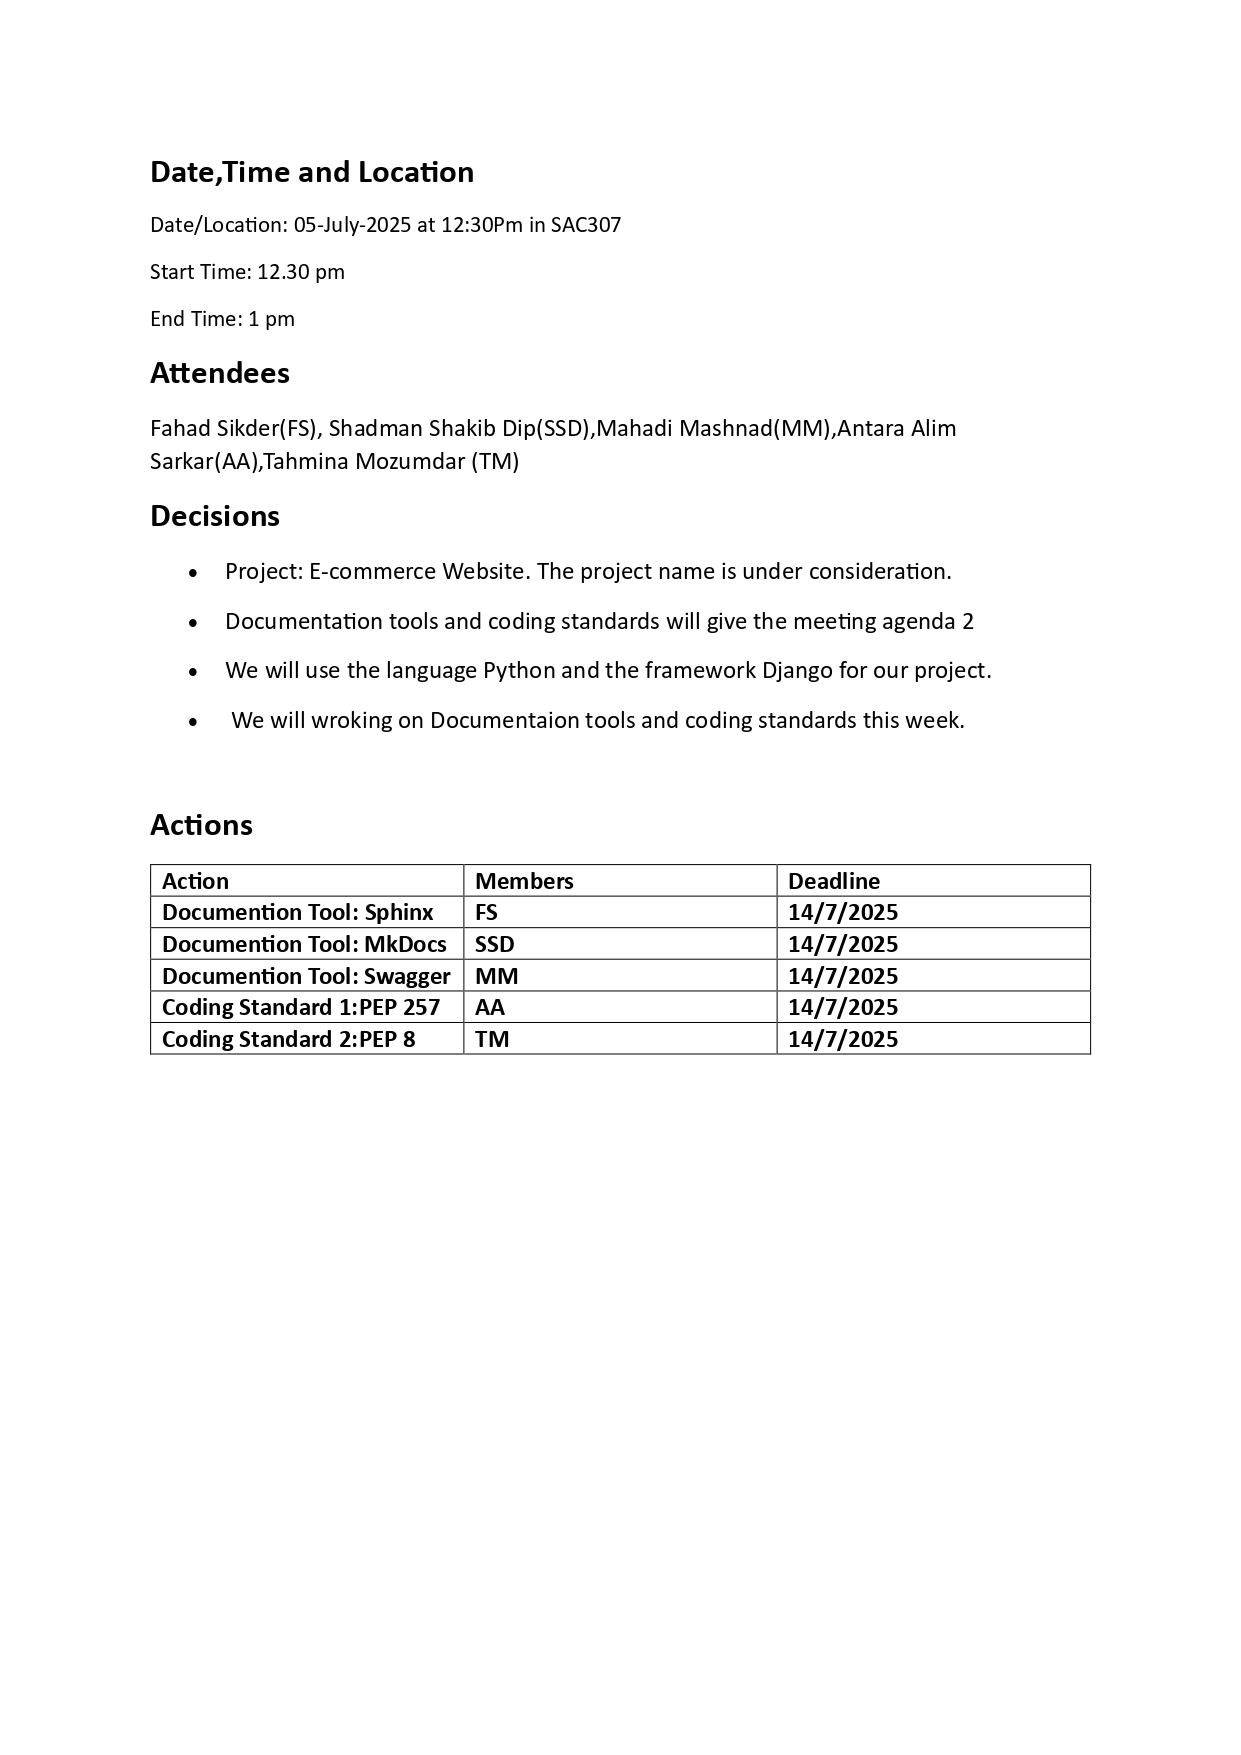 Date,Time and Location
Date/Location: 05-July-2025 at 12:30Pm in SAC307
Start Time: 12.30 pm
End Time: 1 pm
Attendees
Fahad Sikder(FS), Shadman Shakib Dip(SSD),Mahadi Mashnad(MM),Antara Alim
Sarkar(AA),Tahmina Mozumdar (TM)
Decisions
• Project: E-commerce Website. The project name is under consideration.
• Documentation tools and coding standards will give the meeting agenda 2
• We will use the language Python and the framework Django for our project.
• We will wroking on Documentaion tools and coding standards this week.
Actions
Action Members Deadline
Documention Tool: Sphinx FS 14/7/2025
Documention Tool: MkDocs SSD 14/7/2025
Documention Tool: Swagger MM 14/7/2025
Coding Standard 1:PEP 257 AA 14/7/2025
Coding Standard 2:PEP 8 TM 14/7/2025